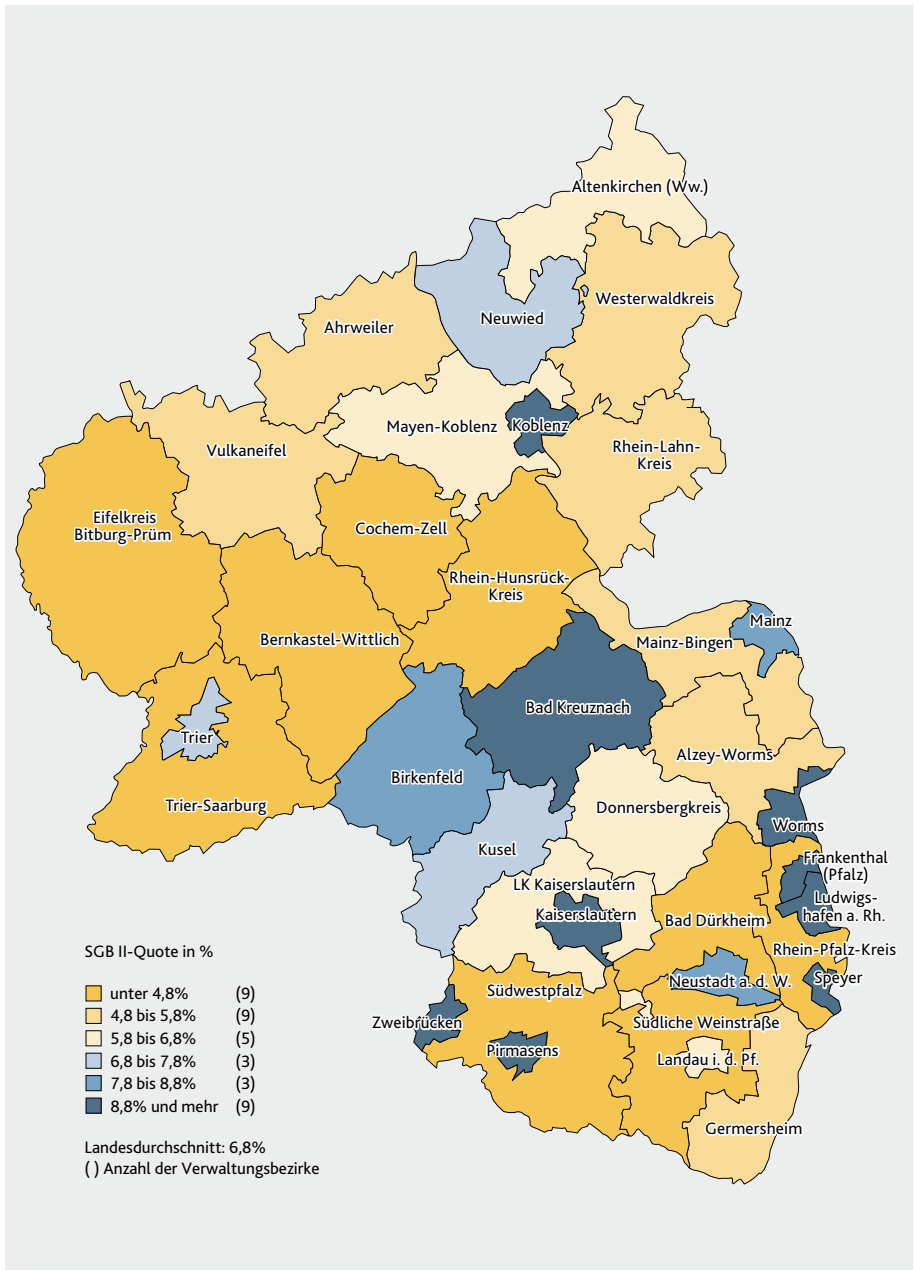 Altenkirchen (Ww.)
Westerwaldkreis
Neuwied
Ahrweiler
Mayen-Koblenz
Koblenz
Vulkaneifel
Rhein-Lahn-
Kreis
Eifelkreis
Bitburg-Prüm
Cochem-Zell
Rhein-Hunsrück-
Kreis
Mainz
Bernkastel-Wittlich
Mainz-Bingen
Bad Kreuznach
Trier
Alzey-Worms
Birkenfeld
Trier-Saarburg
Donnersbergkreis
Worms
Kusel
Frankenthal
(Pfalz)
LK Kaiserslautern
Ludwigs-
hafen a. Rh.
Kaiserslautern
Bad Dürkheim
Rhein-Pfalz-Kreis
Speyer
Neustadt a. d. W.
Südwestpfalz
Zweibrücken
Südliche Weinstraße
Pirmasens
Landau i. d. Pf.
Germersheim
SGB II-Quote in %
unter 4,8% (9)
4,8 bis 5,8% (9)
5,8 bis 6,8% (5)
6,8 bis 7,8% (3)
7,8 bis 8,8% (3)
8,8% und mehr (9)
Landesdurchschnitt: 6,8%
( ) Anzahl der Verwaltungsbezirke